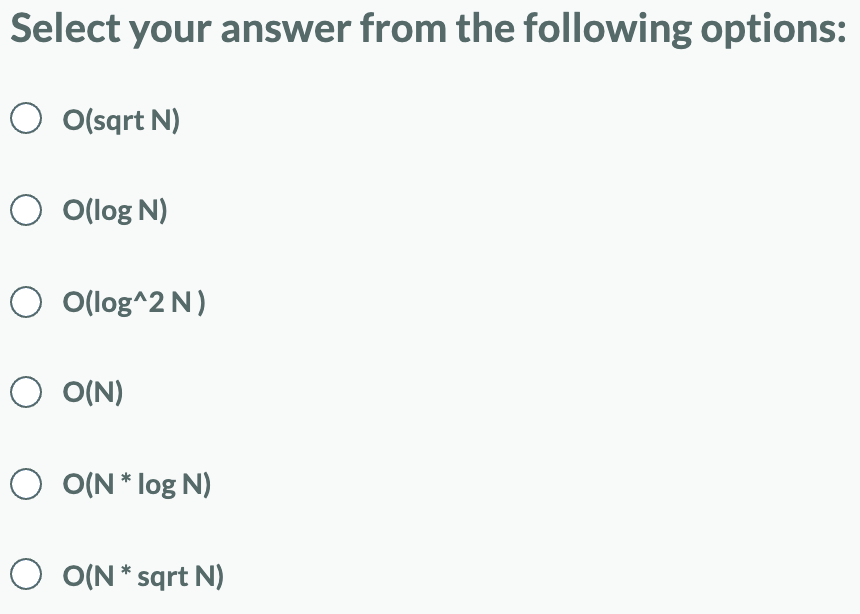 Select your answer from the following options:
O(sqrt N)
O(log N)
O(log^2 N )
O(N)
O(N * log N)
O(N * sqrt N)